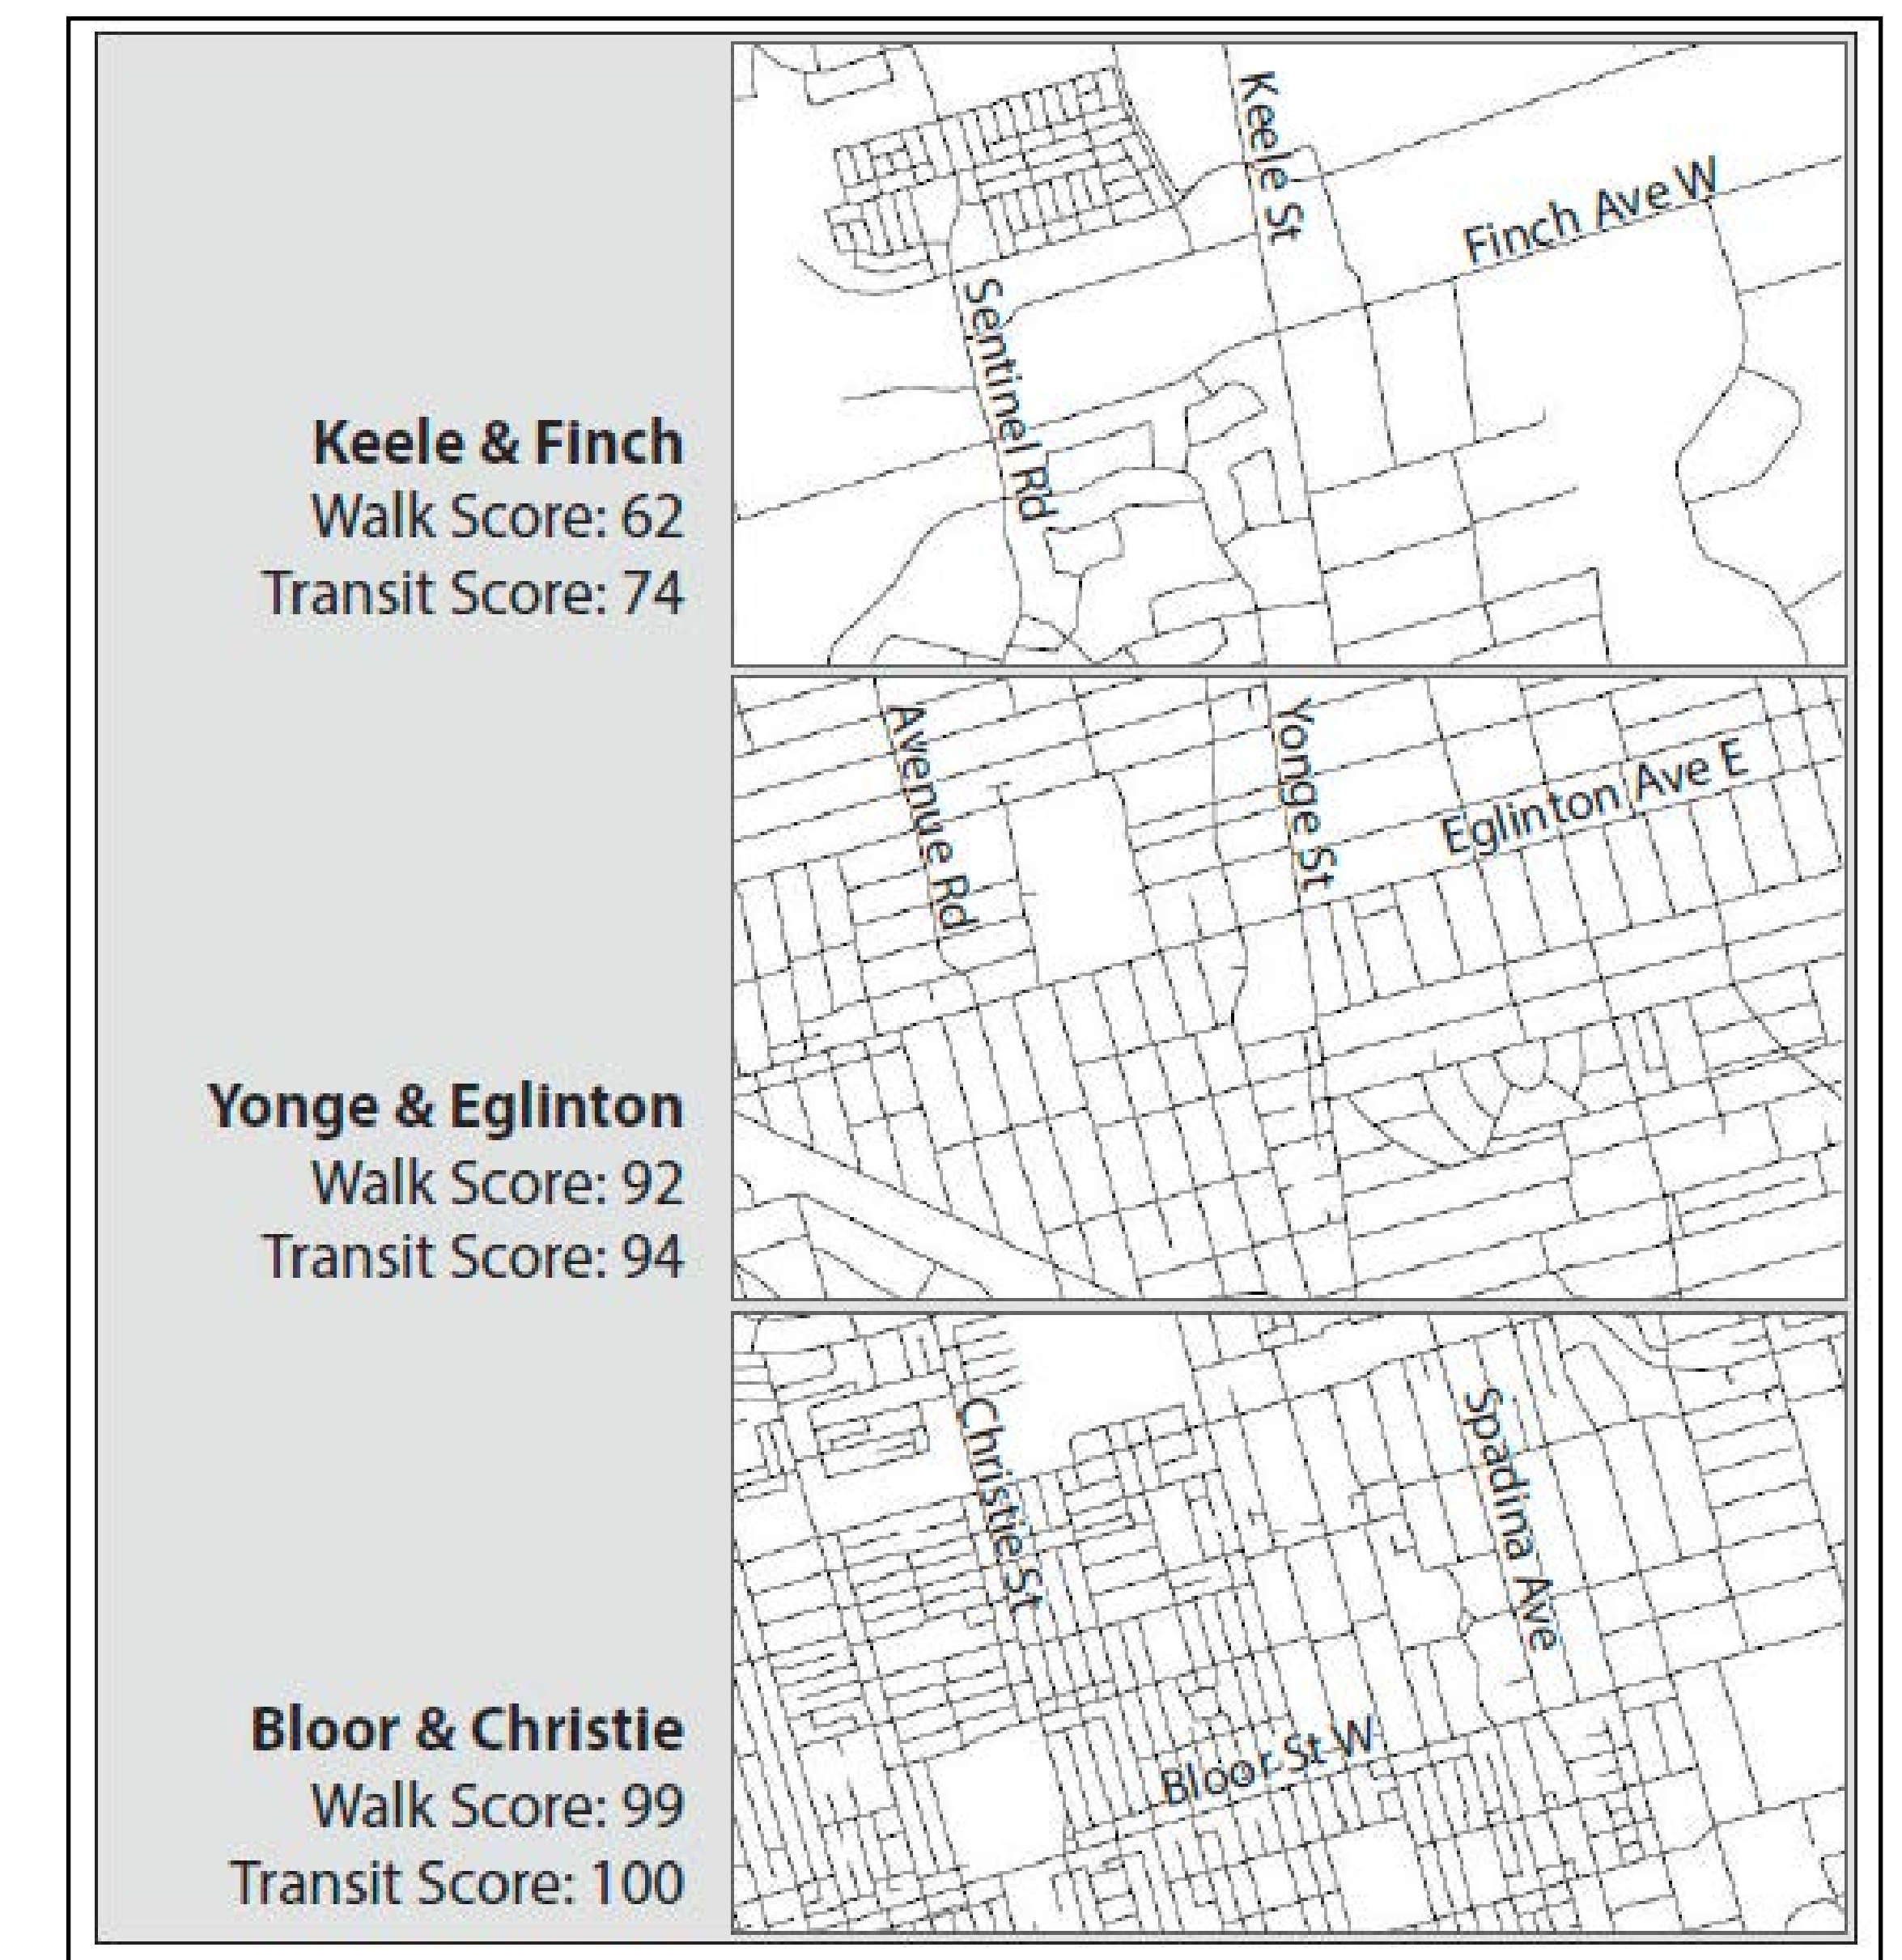 Keele & Finch
Walk Score: 62
Transit Score: 74
Keele St
Finch Ave W
Sentinel Rd
Yonge & Eglinton
Walk Score: 92
Transit Score: 94
Avenue Rd
Yonge St
Eglinton Ave E
Bloor & Christie
Walk Score: 99
Transit Score: 100
Christie St
Spadina Ave
Bloor St W